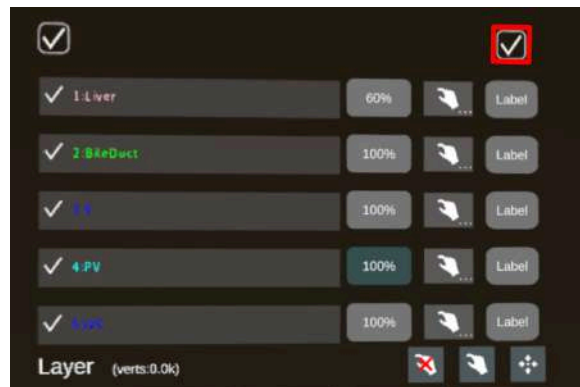 1:Liver 60% Label
2:BileDuct 100% Label
100% Label
4:PV 100% Label
100% Label
Layer (verts:0.0k)